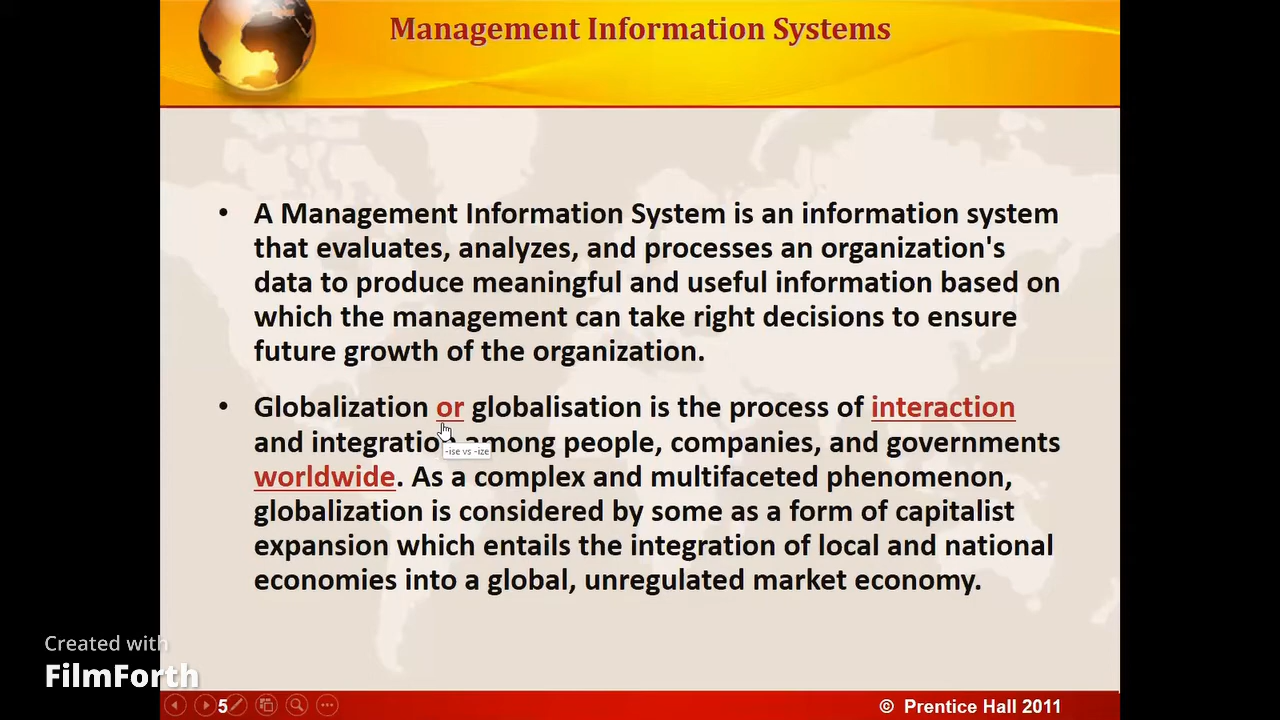 Management Information Systems
• A Management Information System is an information system
that evaluates, analyzes, and processes an organization's
data to produce meaningful and useful information based on
which the management can take right decisions to ensure
future growth of the organization.
• Globalization or globalisation is the process of interaction
and integration among people, companies, and governments
-ise vs -ize
worldwide. As a complex and multifaceted phenomenon,
globalization is considered by some as a form of capitalist
expansion which entails the integration of local and national
economies into a global, unregulated market economy.
Created with
FilmForth
5
© Prentice Hall 2011